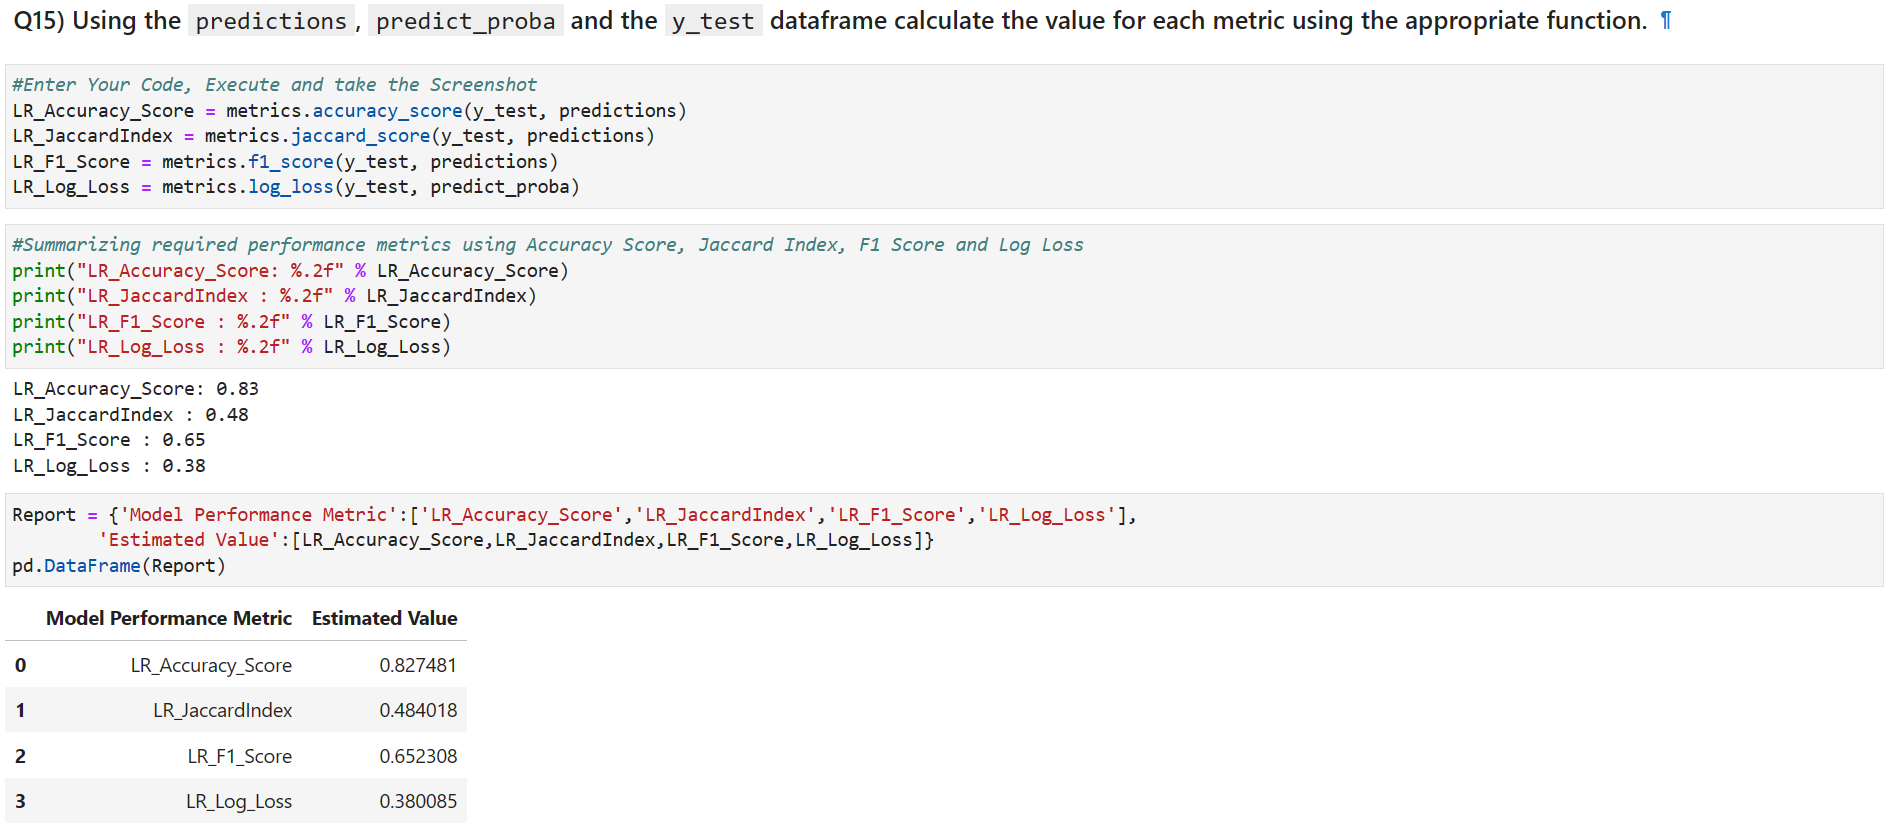 Q15) Using the predictions, predict_proba and the y_test dataframe calculate the value for each metric using the appropriate function. ¶
#Enter Your Code, Execute and take the Screenshot
LR_Accuracy_Score = metrics.accuracy_score(y_test, predictions)
LR_JaccardIndex = metrics.jaccard_score(y_test, predictions)
LR_F1_Score = metrics.f1_score(y_test, predictions)
LR_Log_Loss = metrics.log_loss(y_test, predict_proba)
#Summarizing required performance metrics using Accuracy Score, Jaccard Index, F1 Score and Log Loss
print("LR_Accuracy_Score: %.2f" % LR_Accuracy_Score)
print("LR_JaccardIndex : %.2f" % LR_JaccardIndex)
print("LR_F1_Score : %.2f" % LR_F1_Score)
print("LR_Log_Loss : %.2f" % LR_Log_Loss)
LR_Accuracy_Score: 0.83
LR_JaccardIndex : 0.48
LR_F1_Score : 0.65
LR_Log_Loss : 0.38
Report = {'Model Performance Metric':['LR_Accuracy_Score','LR_JaccardIndex','LR_F1_Score','LR_Log_Loss'],
        'Estimated Value':[LR_Accuracy_Score,LR_JaccardIndex,LR_F1_Score,LR_Log_Loss]}
pd.DataFrame(Report)
Model Performance Metric Estimated Value
0 LR_Accuracy_Score 0.827481
1 LR_JaccardIndex 0.484018
2 LR_F1_Score 0.652308
3 LR_Log_Loss 0.380085